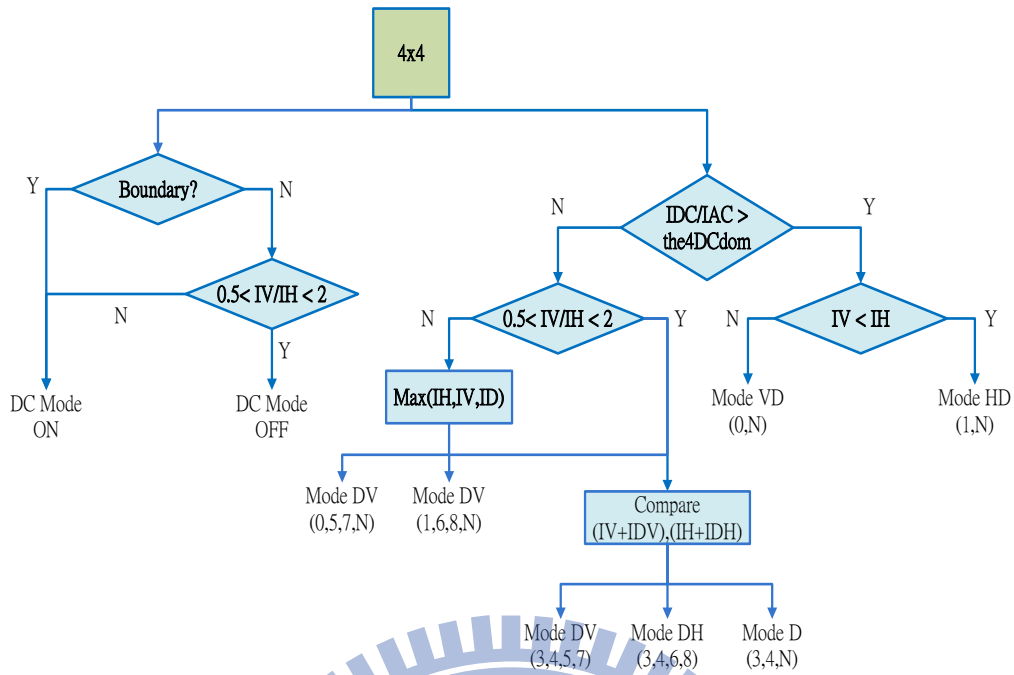 4x4
Boundary?
Y
N
0.5< IV/IH < 2
N
Y
DC Mode
ON
DC Mode
OFF
IDC/IAC >
the4DCdom
N
Y
0.5< IV/IH < 2
N
Y
IV < IH
N
Y
Max(IH,IV,ID)
Mode VD
(0,N)
Mode HD
(1,N)
Mode DV
(0,5,7,N)
Mode DV
(1,6,8,N)
Compare
(IV+IDV),(IH+IDH)
Mode DV
(3,4,5,7)
Mode DH
(3,4,6,8)
Mode D
(3,4,N)